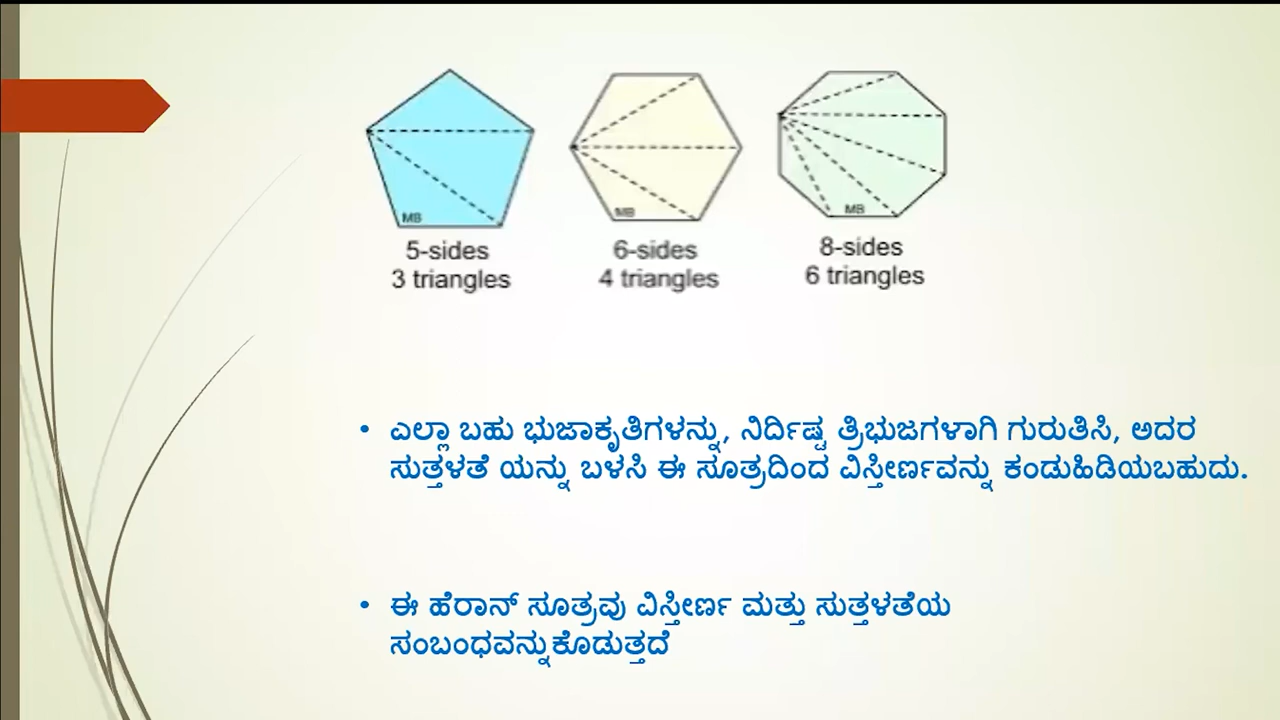 MB
MB
MB
5-sides
3 triangles
6-sides
4 triangles
8-sides
6 triangles
• ಎಲ್ಲಾ ಬಹು ಭುಜಾಕೃತಿಗಳನ್ನು, ನಿರ್ದಿಷ್ಟ ತ್ರಿಭುಜಗಳಾಗಿ ಗುರುತಿಸಿ, ಅದರ
ಸುತ್ತಳತೆ ಯನ್ನು ಬಳಸಿ ಈ ಸೂತ್ರದಿಂದ ವಿಸ್ತೀರ್ಣವನ್ನು ಕಂಡುಹಿಡಿಯಬಹುದು.
• ಈ ಹೆರಾನ್ ಸೂತ್ರವು ವಿಸ್ತೀರ್ಣ ಮತ್ತು ಸುತ್ತಳತೆಯ
ಸಂಬಂಧವನ್ನುಕೊಡುತ್ತದೆ